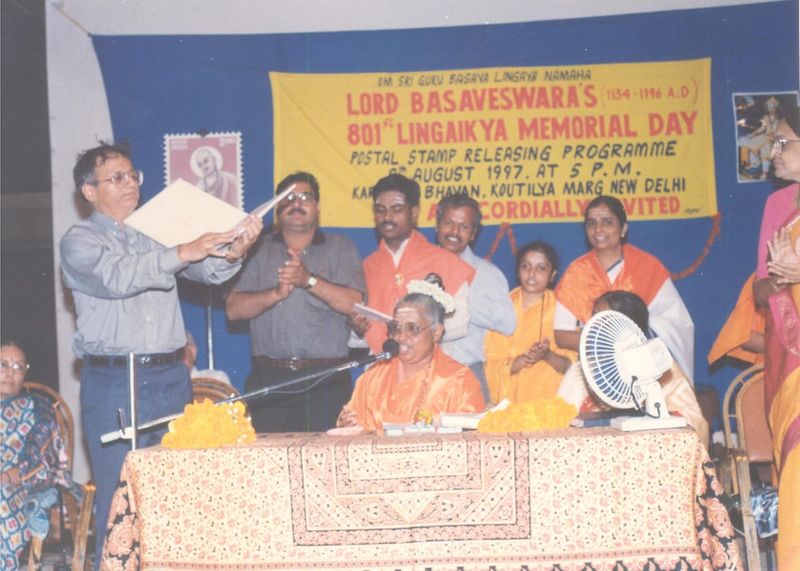 OM SRI GURU BASAVA LINGAYA NAMAHA
LORD BASAVESWARA'S (1134-1196 A.D)
801ST LINGAIKYA MEMORIAL DAY
POSTAL STAMP RELEASING PROGRAMME
AUGUST 1997, AT 5 P.M.
BHAVAN, KOUTILYA MARG NEW DELHI
CORDIALLY INVITED
200